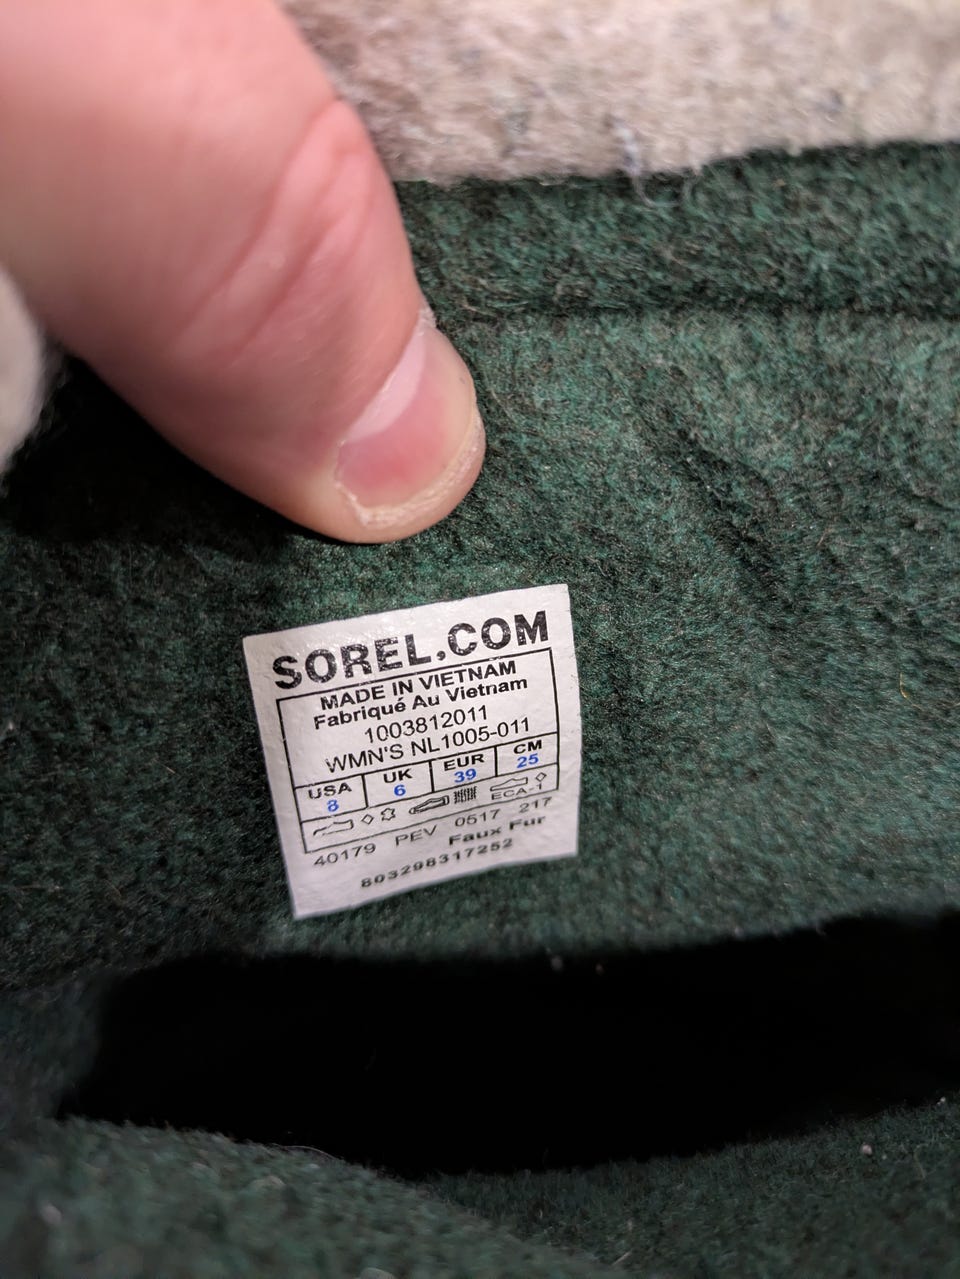 SOREL.COM
MADE IN VIETNAM
Fabriqué Au Vietnam
1003812011
WMN'S NL1005-011
USA UK EUR CM
8 6 39 25
ECA-1
40179 PEV 0517 217
Faux Fur
803298317252